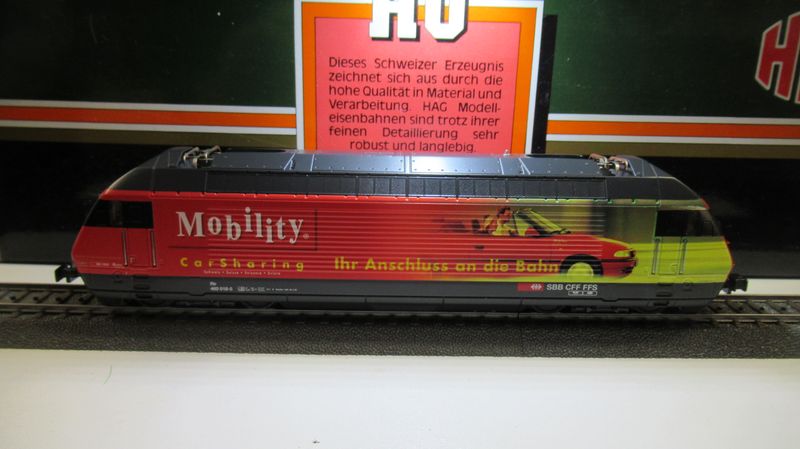 HO
Dieses Schweizer Erzeugnis
zeichnet sich aus durch die
hohe Qualität in Material und
Verarbeitung. HAG Modell-
eisenbahnen sind trotz ihrer
feinen Detaillierung sehr
robust und langlebig.
H
Mobility®
CarSharing
Ihr Anschluss an die Bahn
SBB CFF FFS